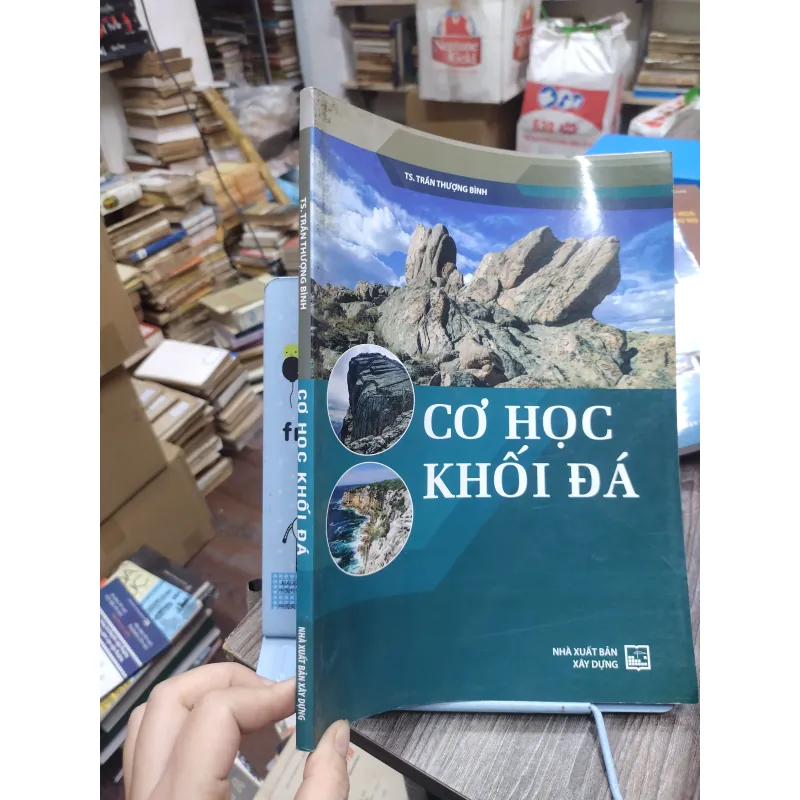 TS. TRẦN THƯỢNG BÌNH
CƠ HỌC
KHỐI ĐÁ
NHÀ XUẤT BẢN
XÂY DỰNG
TS. TRẦN THƯỢNG BÌNH
CƠ HỌC KHỐI ĐÁ
NHÀ XUẤT BẢN XÂY DỰNG
Neptune